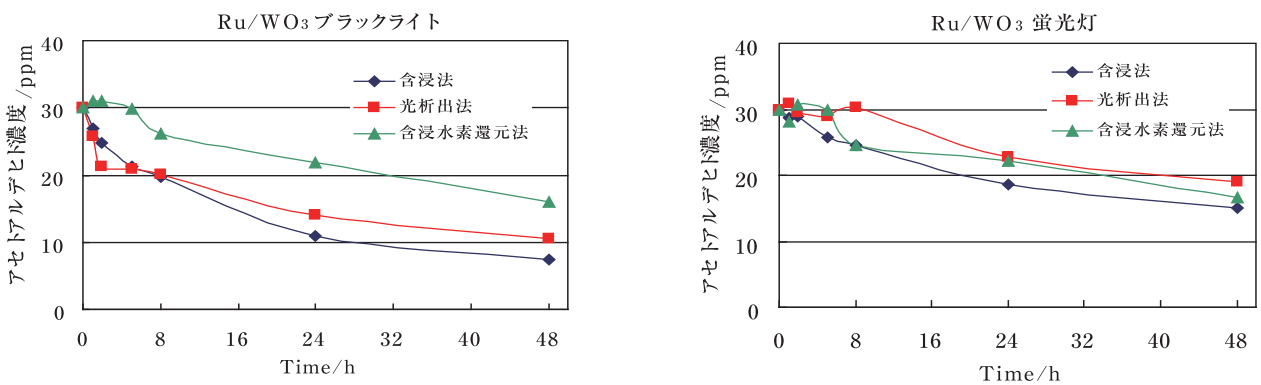 Ru/WO₃ ブラックライト
アセトアルデヒド濃度 /ppm
40
30
20
10
0
0 8 16 24 32 40 48
Time/h
含浸法
光析出法
含浸水素還元法
Ru/WO₃ 蛍光灯
アセトアルデヒド濃度 /ppm
40
30
20
10
0
0 8 16 24 32 40 48
Time/h
含浸法
光析出法
含浸水素還元法